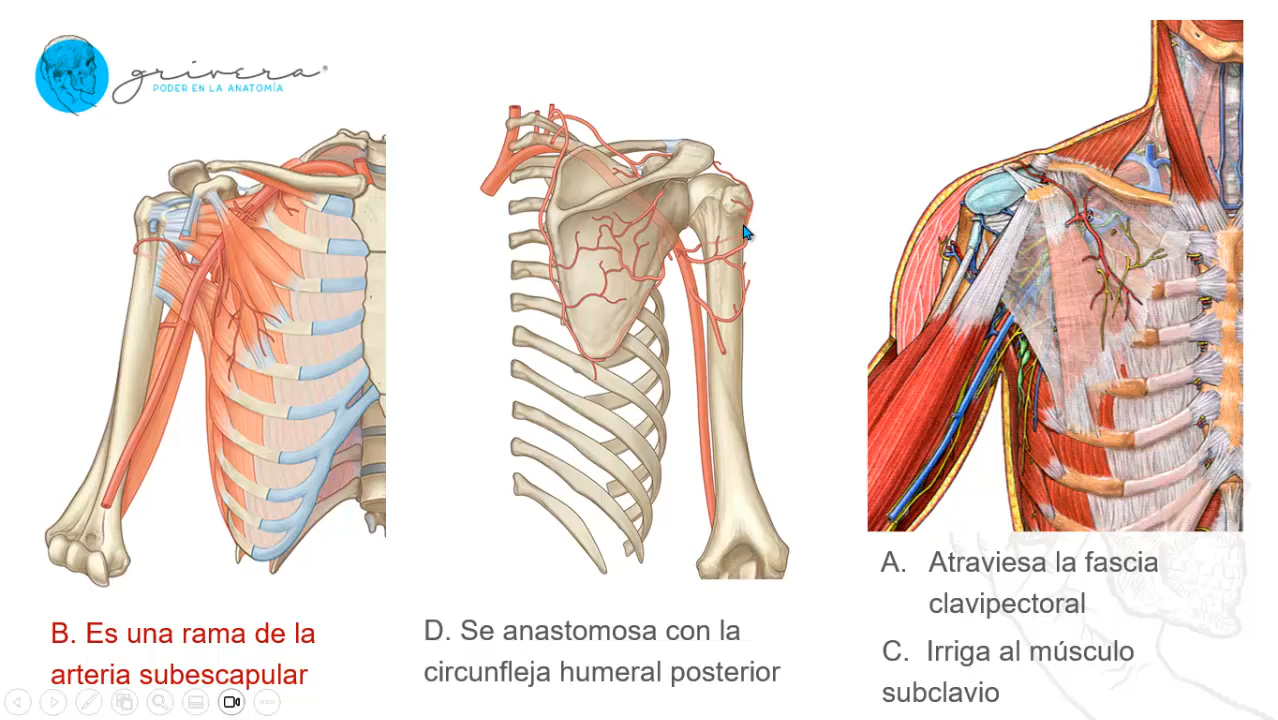 grivera®
PODER EN LA ANATOMÍA
B. Es una rama de la
arteria subescapular
D. Se anastomosa con la
circunfleja humeral posterior
A. Atraviesa la fascia
clavipectoral
C. Irriga al músculo
subclavio